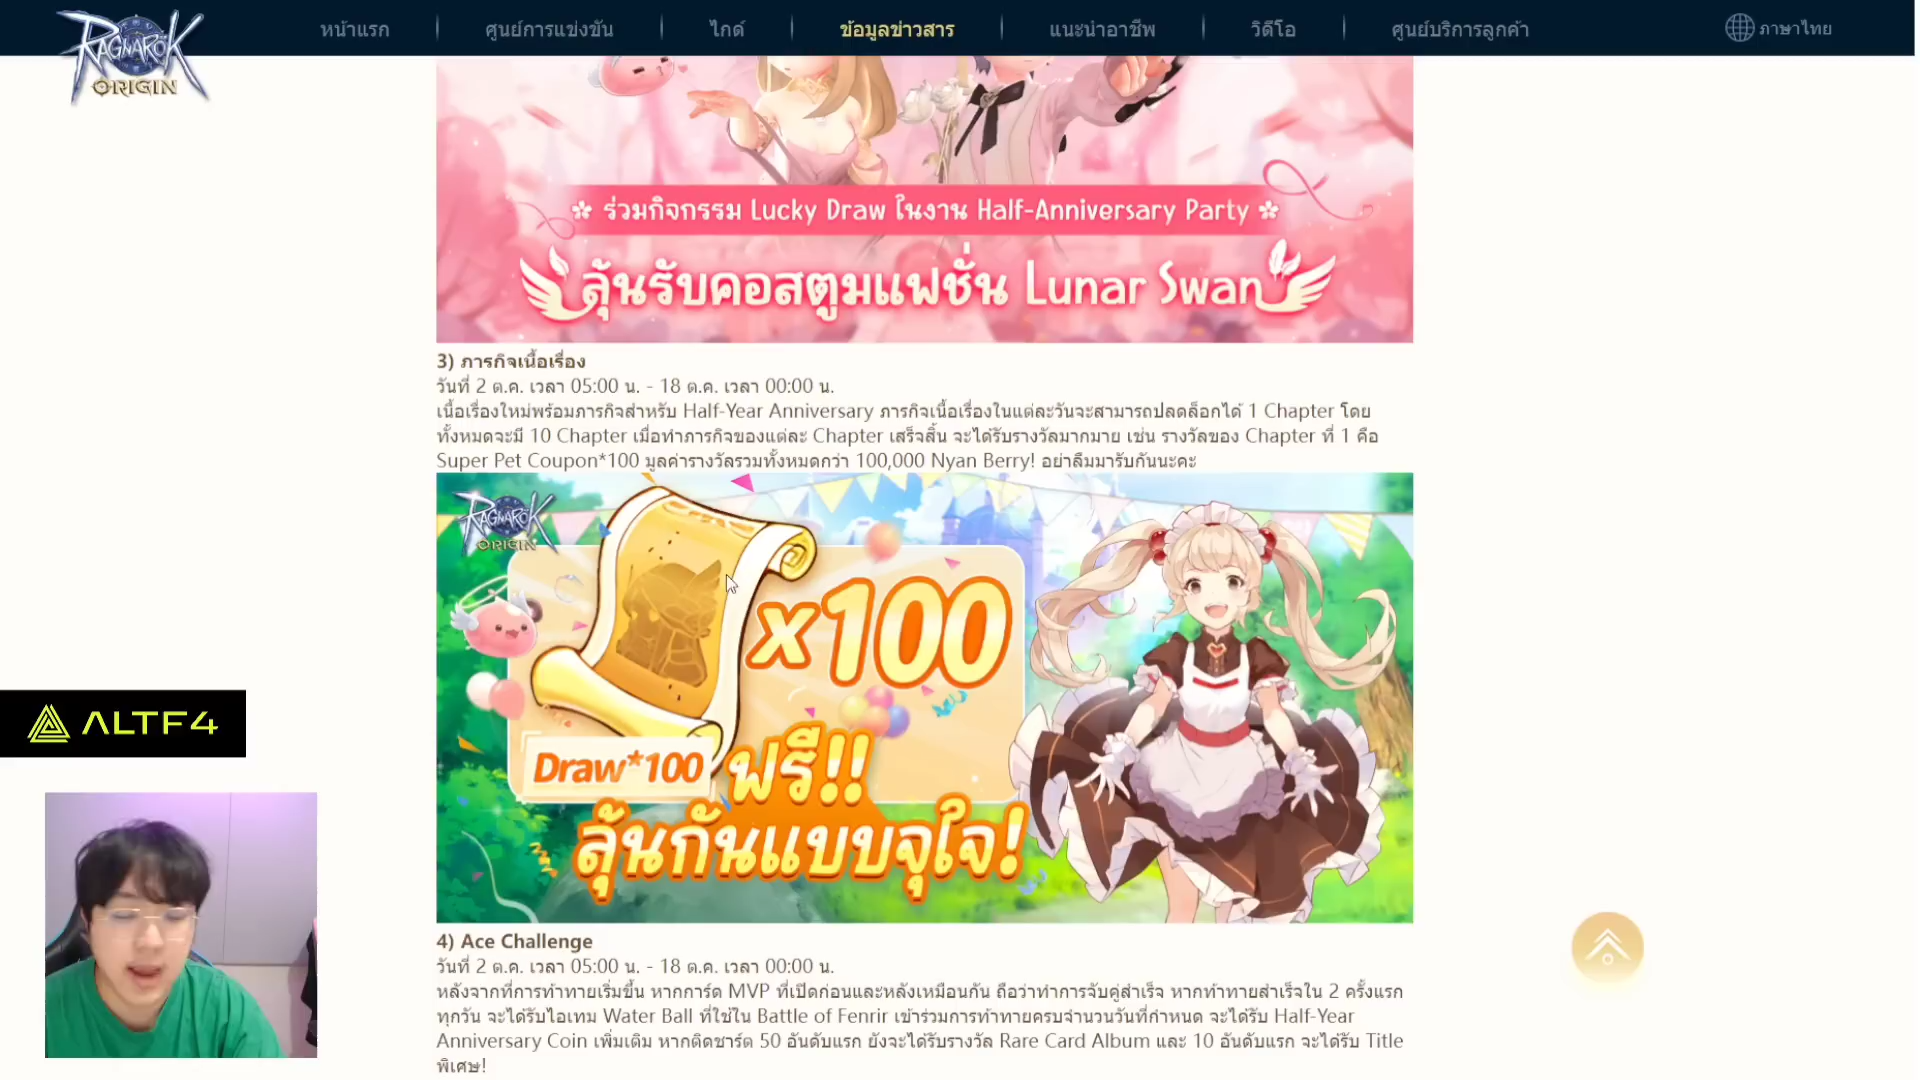 RAGNAROK
ORIGIN
หน้าแรก
ศูนย์การแข่งขัน
ไกด์
ข้อมูลข่าวสาร
แนะนำอาชีพ
วิดีโอ
ศูนย์บริการลูกค้า
ภาษาไทย
ร่วมกิจกรรม Lucky Draw ในงาน Half-Anniversary Party
ลุ้นรับคอสตูมแฟชั่น Lunar Swan
3) ภารกิจเนื้อเรื่อง
วันที่ 2 ต.ค. เวลา 05:00 น. - 18 ต.ค. เวลา 00:00 น.
เนื้อเรื่องใหม่พร้อมภารกิจสำหรับ Half-Year Anniversary ภารกิจเนื้อเรื่องในแต่ละวันจะสามารถปลดล็อกได้ 1 Chapter โดย
ทั้งหมดจะมี 10 Chapter เมื่อทำภารกิจของแต่ละ Chapter เสร็จสิ้น จะได้รับรางวัลมากมาย เช่น รางวัลของ Chapter ที่ 1 คือ
Super Pet Coupon*100 มูลค่ารางวัลรวมทั้งหมดกว่า 100,000 Nyan Berry! อย่าลืมมารับกันนะคะ
RAGNAROK
ORIGIN
x100
Draw*100
ฟรี!!
ลุ้นกันแบบจุใจ!
4) Ace Challenge
วันที่ 2 ต.ค. เวลา 05:00 น. - 18 ต.ค. เวลา 00:00 น.
หลังจากที่การทำทายเริ่มขึ้น หากการ์ด MVP ที่เปิดก่อนและหลังเหมือนกัน ถือว่าทำการจับคู่สำเร็จ หากทำทายสำเร็จใน 2 ครั้งแรก
ทุกวัน จะได้รับไอเทม Water Ball ที่ใช้ใน Battle of Fenrir เข้าร่วมการทำทายครบจำนวนวันที่กำหนด จะได้รับ Half-Year
Anniversary Coin เพิ่มเติม หากติดชาร์ต 50 อันดับแรก ยังจะได้รับรางวัล Rare Card Album และ 10 อันดับแรก จะได้รับ Title
พิเศษ!
ALTF4